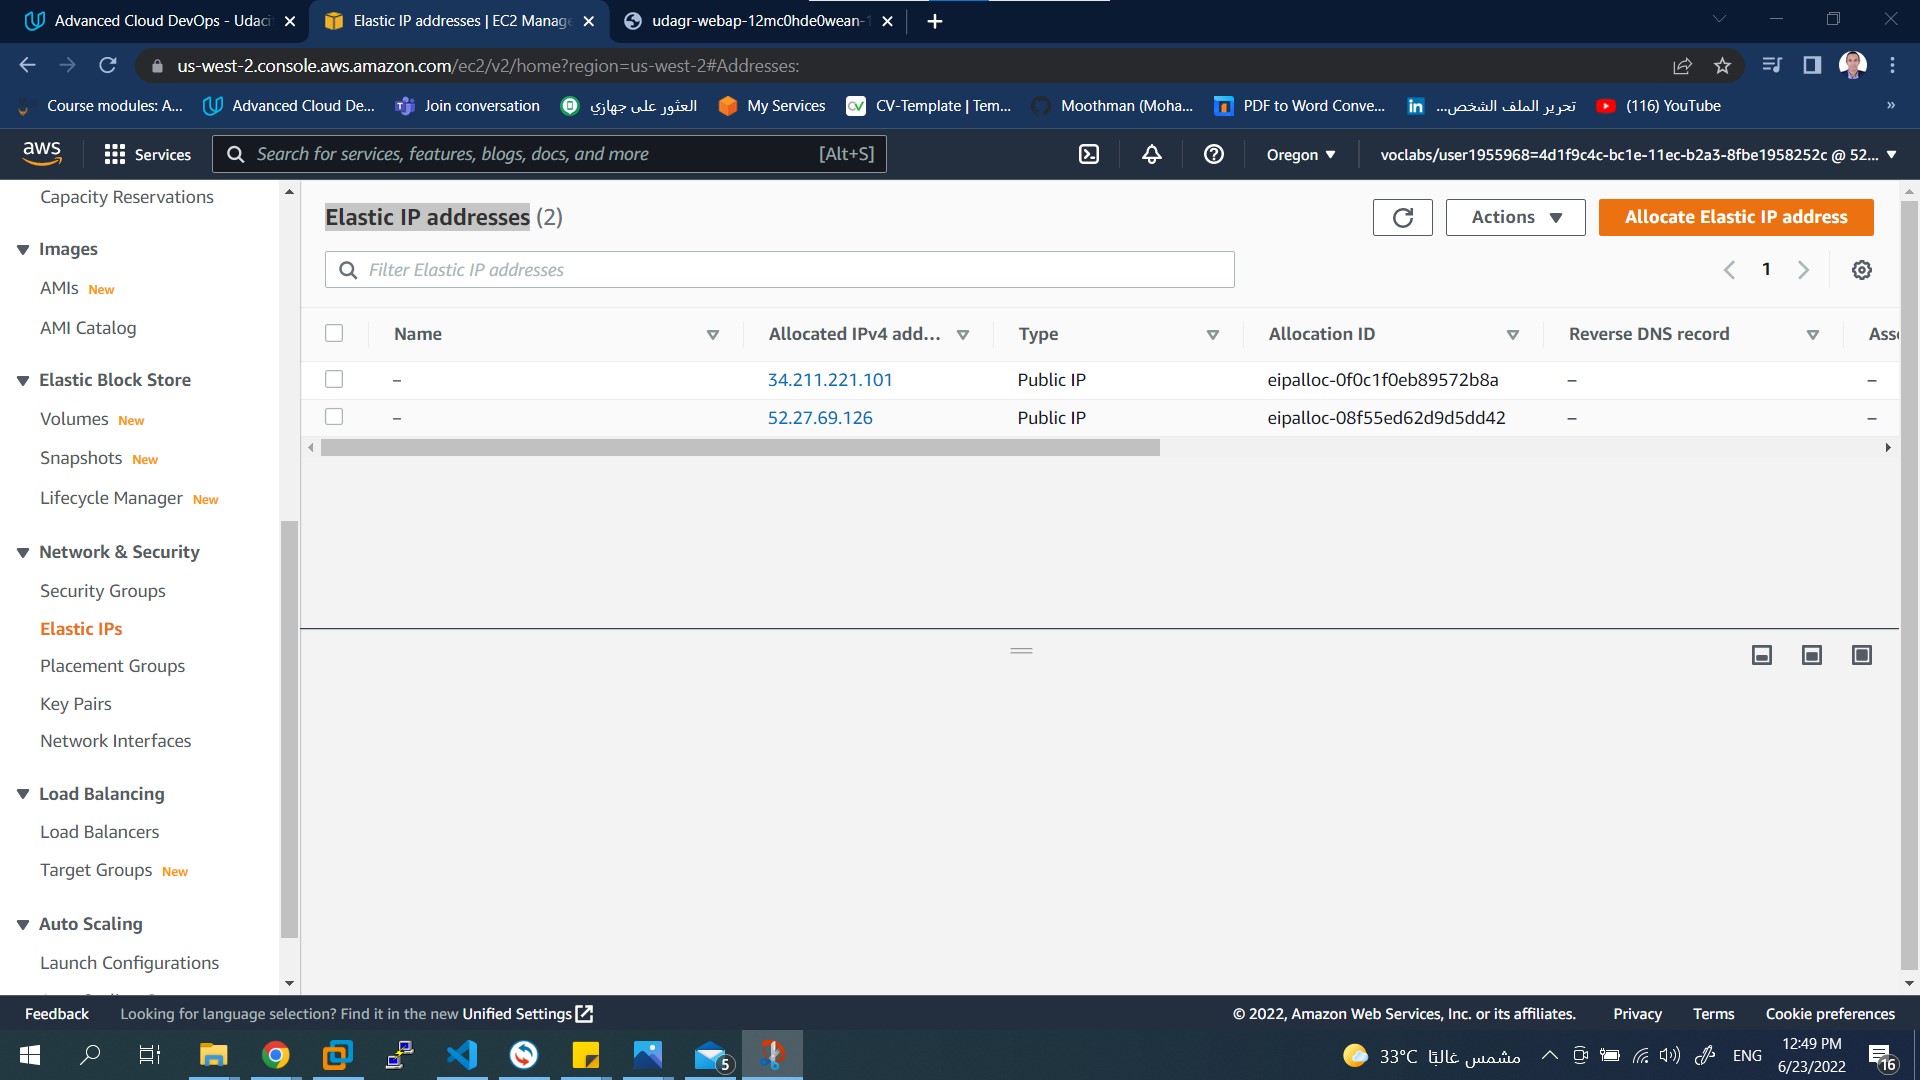 Advanced Cloud DevOps - Udaci
Elastic IP addresses | EC2 Manage
udagr-webap-12mc0hde0wean-1
us-west-2.console.aws.amazon.com/ec2/v2/home?region=us-west-2#Addresses:
Course modules: A...
Advanced Cloud De...
Join conversation
العثور على جهازي
My Services
CV-Template | Tem...
Moothman (Moha...
PDF to Word Conve...
تحرير الملف الشخص...
(116) YouTube
»
aws
Services
Search for services, features, blogs, docs, and more
[Alt+S]
Oregon
voclabs/user1955968=4d1f9c4c-bc1e-11ec-b2a3-8fbe1958252c @ 52...
Capacity Reservations
Images
AMIs New
AMI Catalog
Elastic Block Store
Volumes New
Snapshots New
Lifecycle Manager New
Network & Security
Security Groups
Elastic IPs
Placement Groups
Key Pairs
Network Interfaces
Load Balancing
Load Balancers
Target Groups New
Auto Scaling
Launch Configurations
Elastic IP addresses (2)
Actions
Allocate Elastic IP address
Filter Elastic IP addresses
1
Name
Allocated IPv4 add...
Type
Allocation ID
Reverse DNS record
Ass
– 34.211.221.101 Public IP eipalloc-0f0c1f0eb89572b8a – –
– 52.27.69.126 Public IP eipalloc-08f55ed62d9d5dd42 – –
Feedback
Looking for language selection? Find it in the new Unified Settings
© 2022, Amazon Web Services, Inc. or its affiliates.
Privacy
Terms
Cookie preferences
5
33°C مشمس غالبًا
ENG
12:49 PM
6/23/2022
16